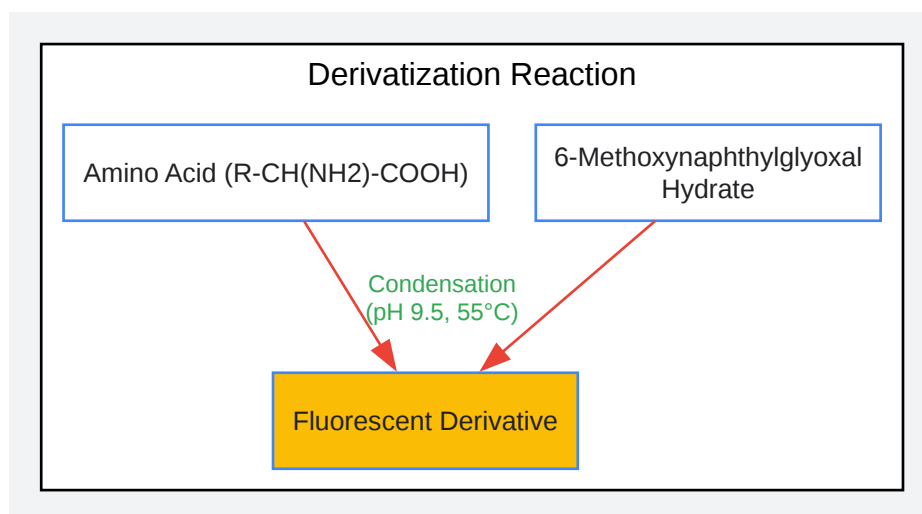 Derivatization Reaction
Amino Acid (R-CH(NH2)-COOH)
6-Methoxynaphthylglyoxal
Hydrate
Condensation
(pH 9.5, 55°C)
Fluorescent Derivative